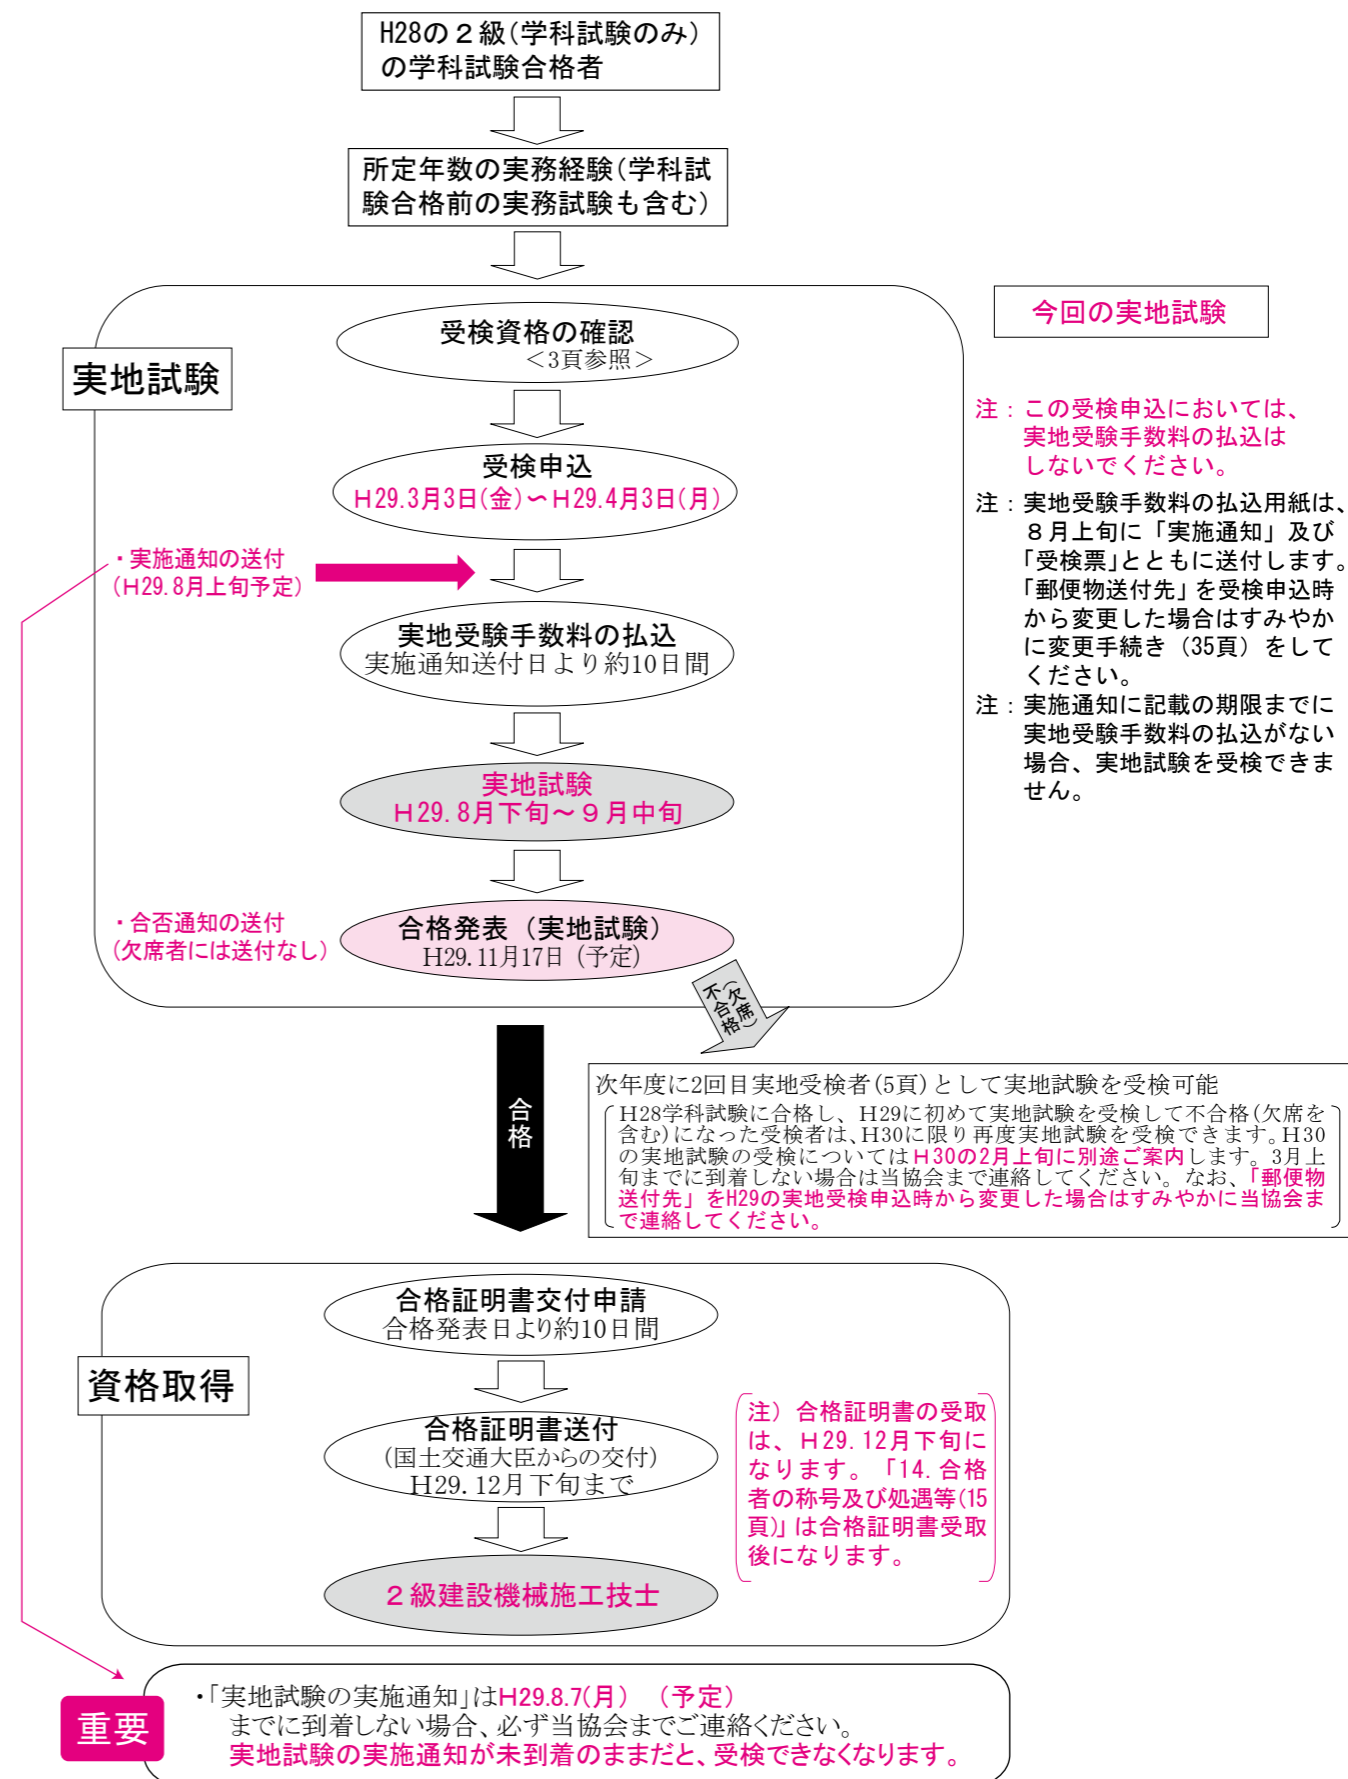 H28の２級(学科試験のみ)
の学科試験合格者
所定年数の実務経験(学科試
験合格前の実務試験も含む)
実地試験
受検資格の確認
＜3頁参照＞
今回の実地試験
受検申込
H29.3月3日(金)～H29.4月3日(月)
・実施通知の送付
(H29.8月上旬予定)
実地受験手数料の払込
実施通知送付日より約10日間
実地試験
H29.8月下旬～９月中旬
・合否通知の送付
(欠席者には送付なし)
合格発表（実地試験）
H29.11月17日（予定）
注：この受検申込においては、
実地受験手数料の払込は
しないでください。
注：実地受験手数料の払込用紙は、
８月上旬に「実施通知」及び
「受検票」とともに送付します。
「郵便物送付先」を受検申込時
から変更した場合はすみやか
に変更手続き（35頁）をして
ください。
注：実施通知に記載の期限までに
実地受験手数料の払込がない
場合、実地試験を受検できま
せん。
不合格
(欠席)
合格
次年度に2回目実地受検者(5頁)として実地試験を受検可能
H28学科試験に合格し、H29に初めて実地試験を受検して不合格(欠席を
含む)になった受検者は、H30に限り再度実地試験を受検できます。H30
の実地試験の受検についてはH30の2月上旬に別途ご案内します。3月上
旬までに到着しない場合は当協会まで連絡してください。なお、「郵便物
送付先」をH29の実地受検申込時から変更した場合はすみやかに当協会ま
で連絡してください。
資格取得
合格証明書交付申請
合格発表日より約10日間
合格証明書送付
(国土交通大臣からの交付)
H29.12月下旬まで
２級建設機械施工技士
注）合格証明書の受取
は、H29.12月下旬に
なります。「14.合格
者の称号及び処遇等(15
頁)」は合格証明書受取
後になります。
重要
・「実地試験の実施通知」はH29.8.7(月)　(予定)
までに到着しない場合、必ず当協会までご連絡ください。
実地試験の実施通知が未到着のままだと、受検できなくなります。